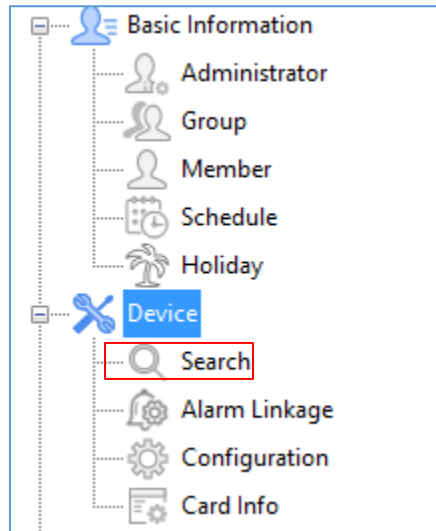 Basic Information
Administrator
Group
Member
Schedule
Holiday
Device
Search
Alarm Linkage
Configuration
Card Info